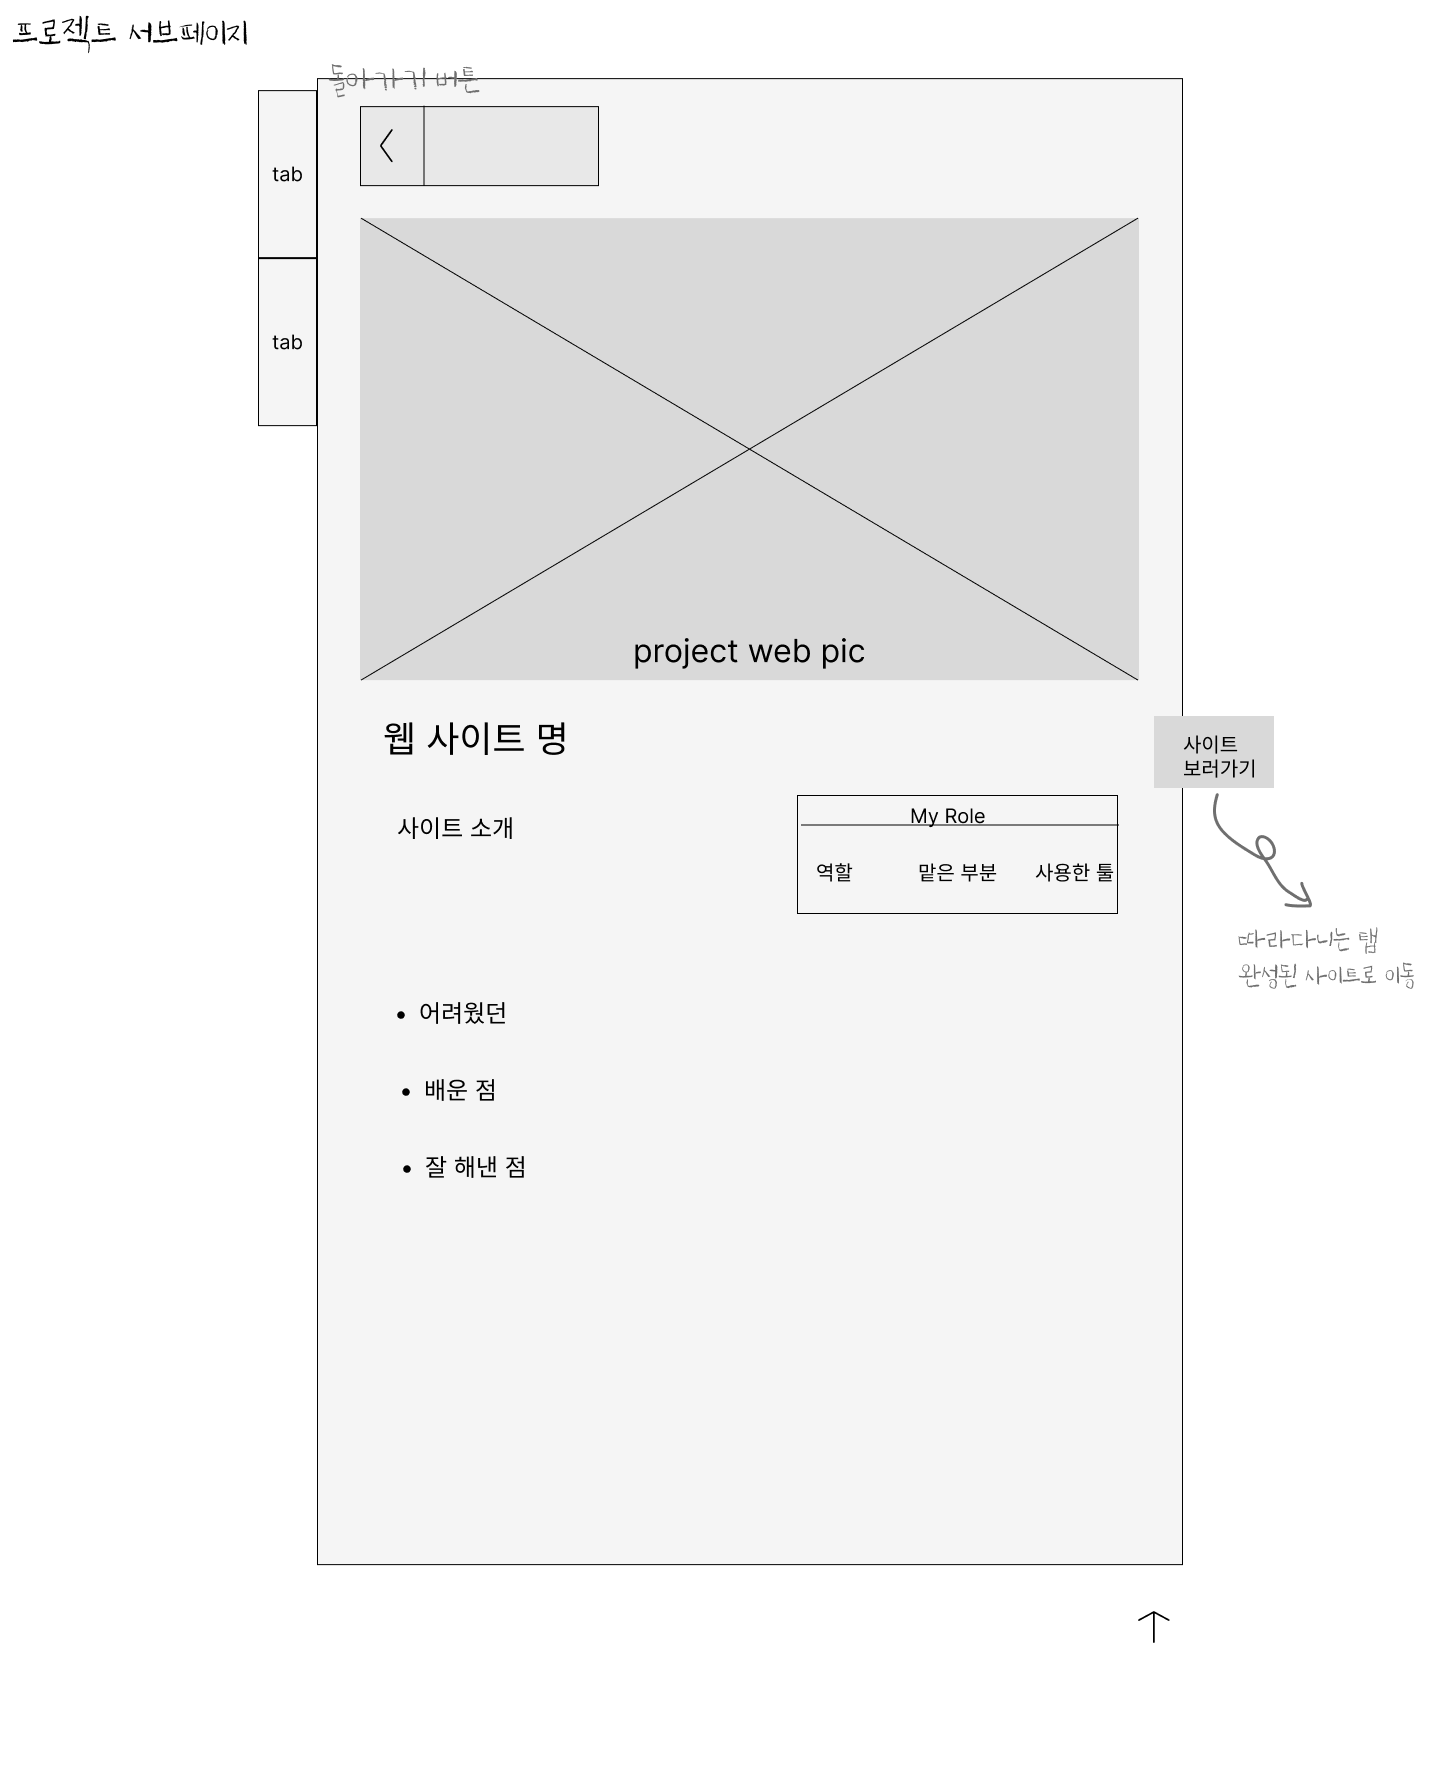 프로젝트 서브페이지
돌아가기 버튼
tab
tab
project web pic
웹 사이트 명
사이트
보러가기
사이트 소개
My Role
역할 맡은 부분 사용한 툴
따라다니는 탭
완성된 사이트로 이동
• 어려웠던
• 배운 점
• 잘 해낸 점